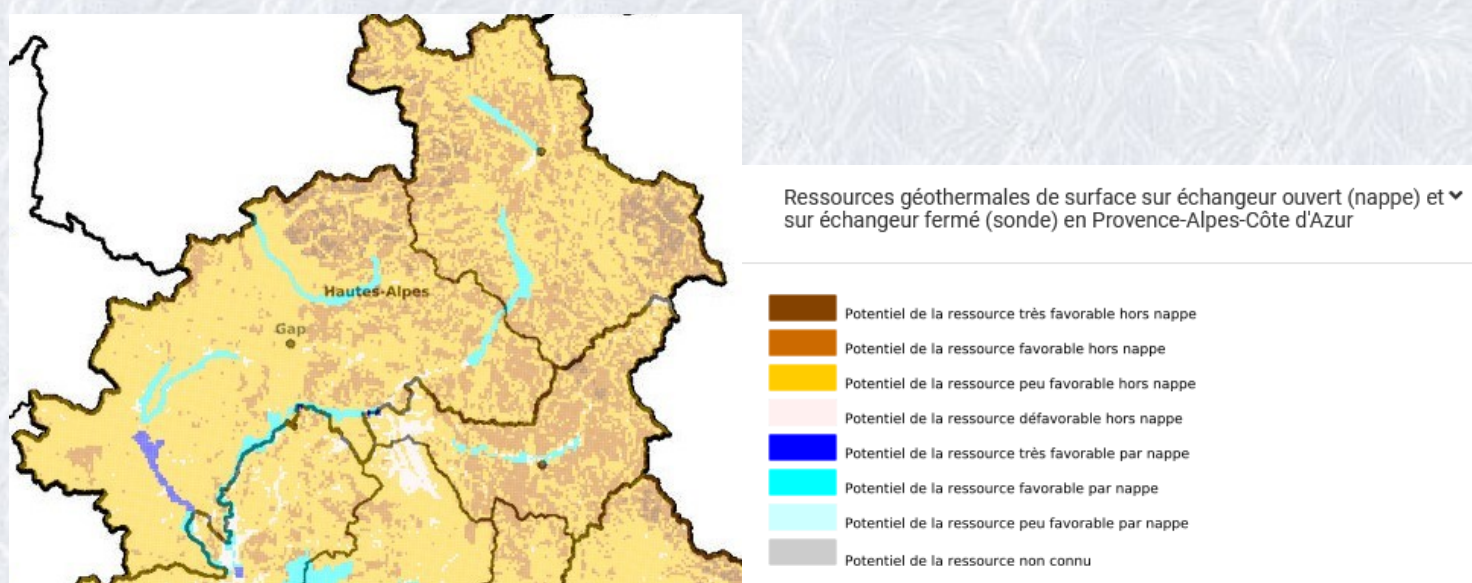 Hautes-Alpes
Gap
Ressources géothermales de surface sur échangeur ouvert (nappe) et
sur échangeur fermé (sonde) en Provence-Alpes-Côte d'Azur
Potentiel de la ressource très favorable hors nappe
Potentiel de la ressource favorable hors nappe
Potentiel de la ressource peu favorable hors nappe
Potentiel de la ressource défavorable hors nappe
Potentiel de la ressource très favorable par nappe
Potentiel de la ressource favorable par nappe
Potentiel de la ressource peu favorable par nappe
Potentiel de la ressource non connu